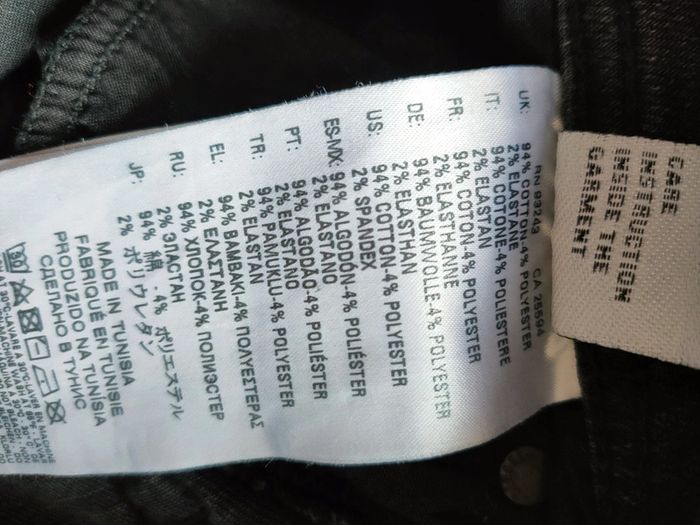 CARE
INSTRUCTION
INSIDE THE
GARMENT
RN 93243 CA 25594
UK: 94% COTTON-4% POLYESTER
2% ELASTANE
IT: 94% COTONE-4% POLIESTERE
2% ELASTAN
FR: 94% COTON-4% POLYESTER
2% ELASTHANNE
DE: 94% BAUMWOLLE-4% POLYESTER
2% ELASTHAN
US: 94% COTTON-4% POLYESTER
2% SPANDEX
ES-MX: 94% ALGODÓN-4% POLIÉSTER
2% ELASTANO
PT: 94% ALGODÃO-4% POLIÉSTER
2% ELASTANO
TR: 94% PAMUKLU-4% POLYESTER
2% ELASTAN
EL: 94% ΒΑΜΒΑΚΙ-4% ΠΟΛΥΕΣΤΕΡΑΣ
2% ΕΛΑΣΤΑΝΗ
RU: 94% ХЛОПОК-4% ПОЛИЭСТЕР
2% ЭЛАСТАН
JP: 94% 綿 .4% ポリエステル
2% ポリウレタン
MADE IN TUNISIA
FABRIQUÉ EN TUNISIE
PRODUZIDO NA TUNÍSIA
СДЕЛАНО В ТУНИС